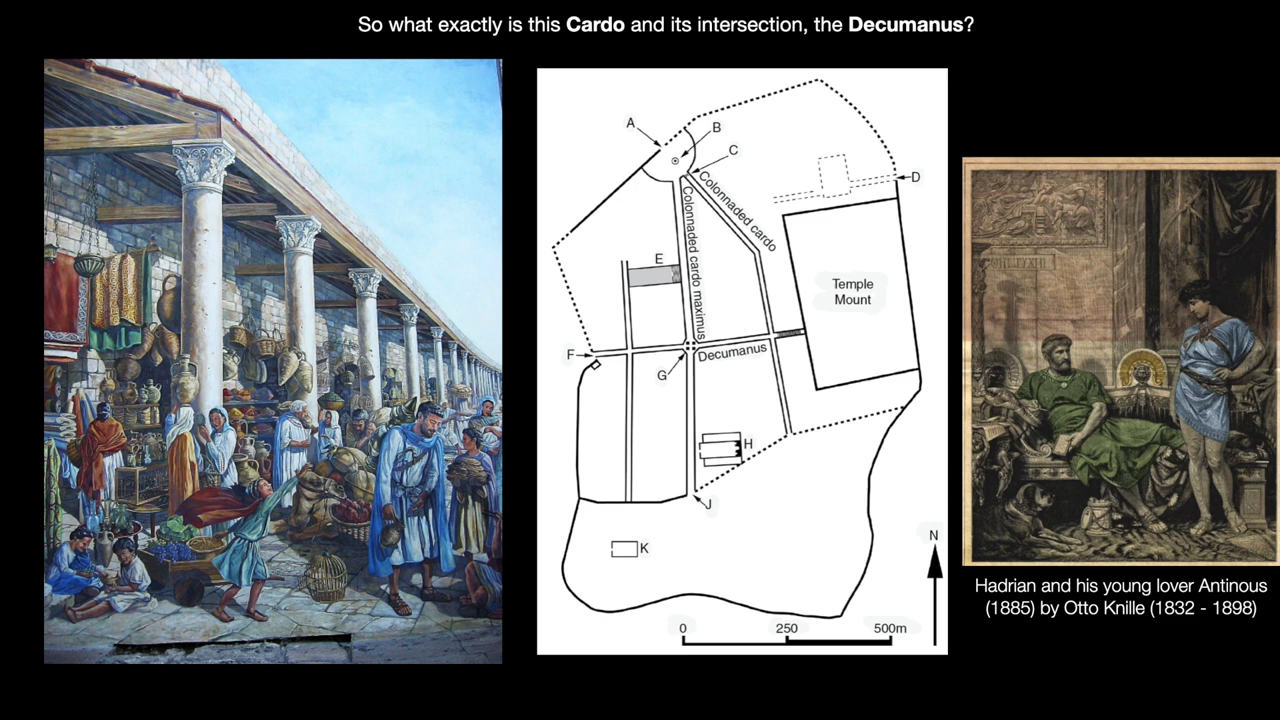 So what exactly is this Cardo and its intersection, the Decumanus?
A
B
C
D
Colonnaded cardo
Colonnaded cardo maximus
E
Temple
Mount
F
Decumanus
G
H
J
K
N
0 250 500m
Hadrian and his young lover Antinous
(1885) by Otto Knille (1832 - 1898)